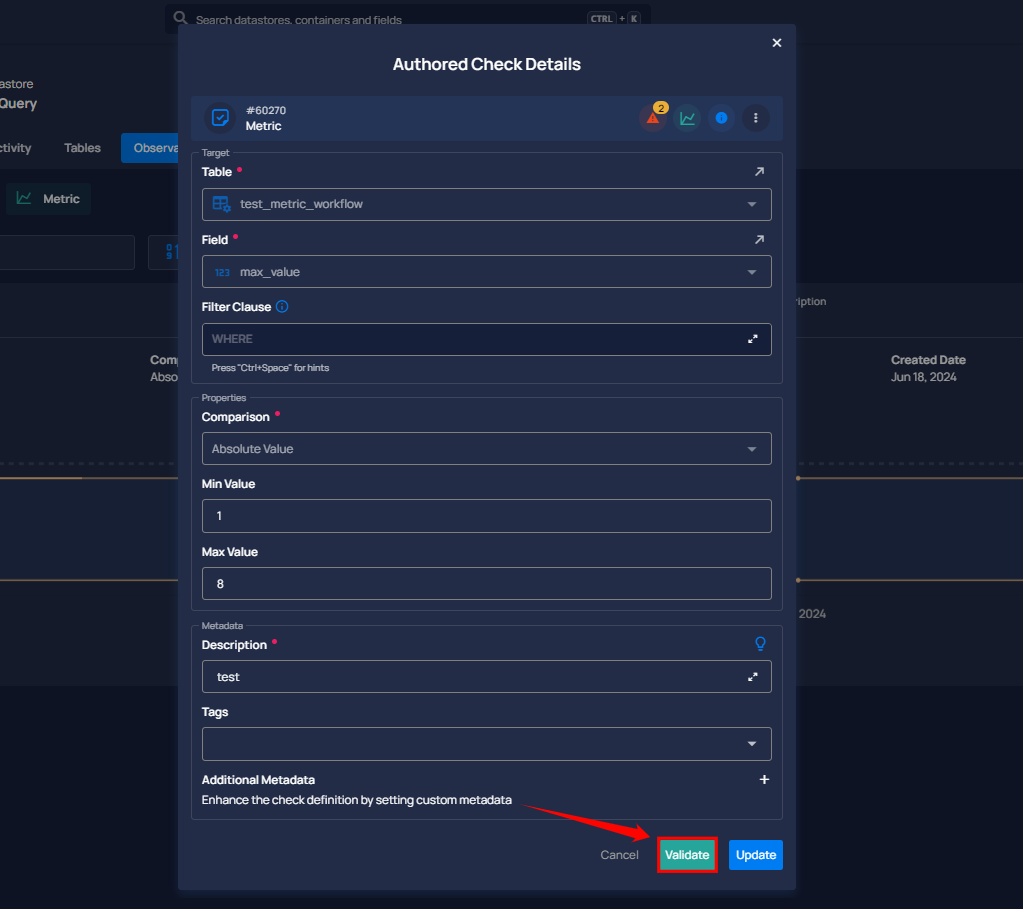 Search datastores, containers and fields
CTRL + K
Authored Check Details
astore
Query
#60270
Metric
2
ctivity
Tables
Observa
Target
Table •
Metric
test_metric_workflow
Field •
123 max_value
Filter Clause
iption
WHERE
Press "Ctrl+Space" for hints
Com
Abso
Created Date
Jun 18, 2024
Properties
Comparison •
Absolute Value
Min Value
1
Max Value
8
2024
Metadata
Description •
test
Tags
Additional Metadata
+
Enhance the check definition by setting custom metadata
Cancel
Validate
Update